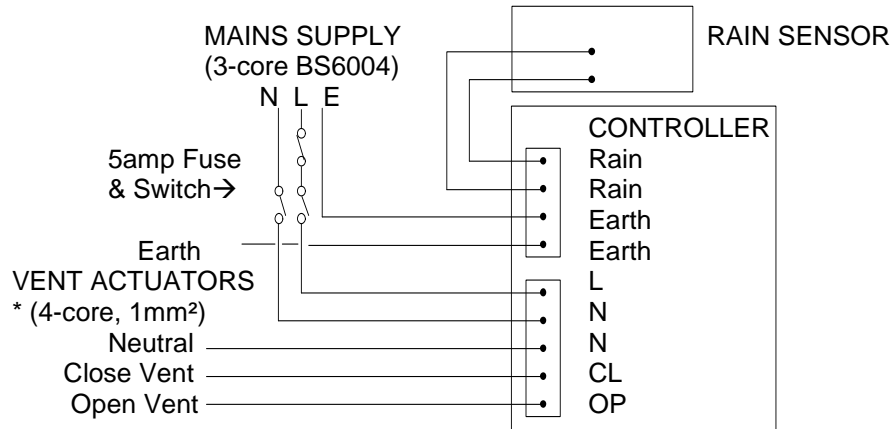 MAINS SUPPLY
(3-core BS6004)
N L E
RAIN SENSOR
5amp Fuse
& Switch→
Earth
VENT ACTUATORS
* (4-core, 1mm²)
Neutral
Close Vent
Open Vent
CONTROLLER
Rain
Rain
Earth
Earth
L
N
N
CL
OP